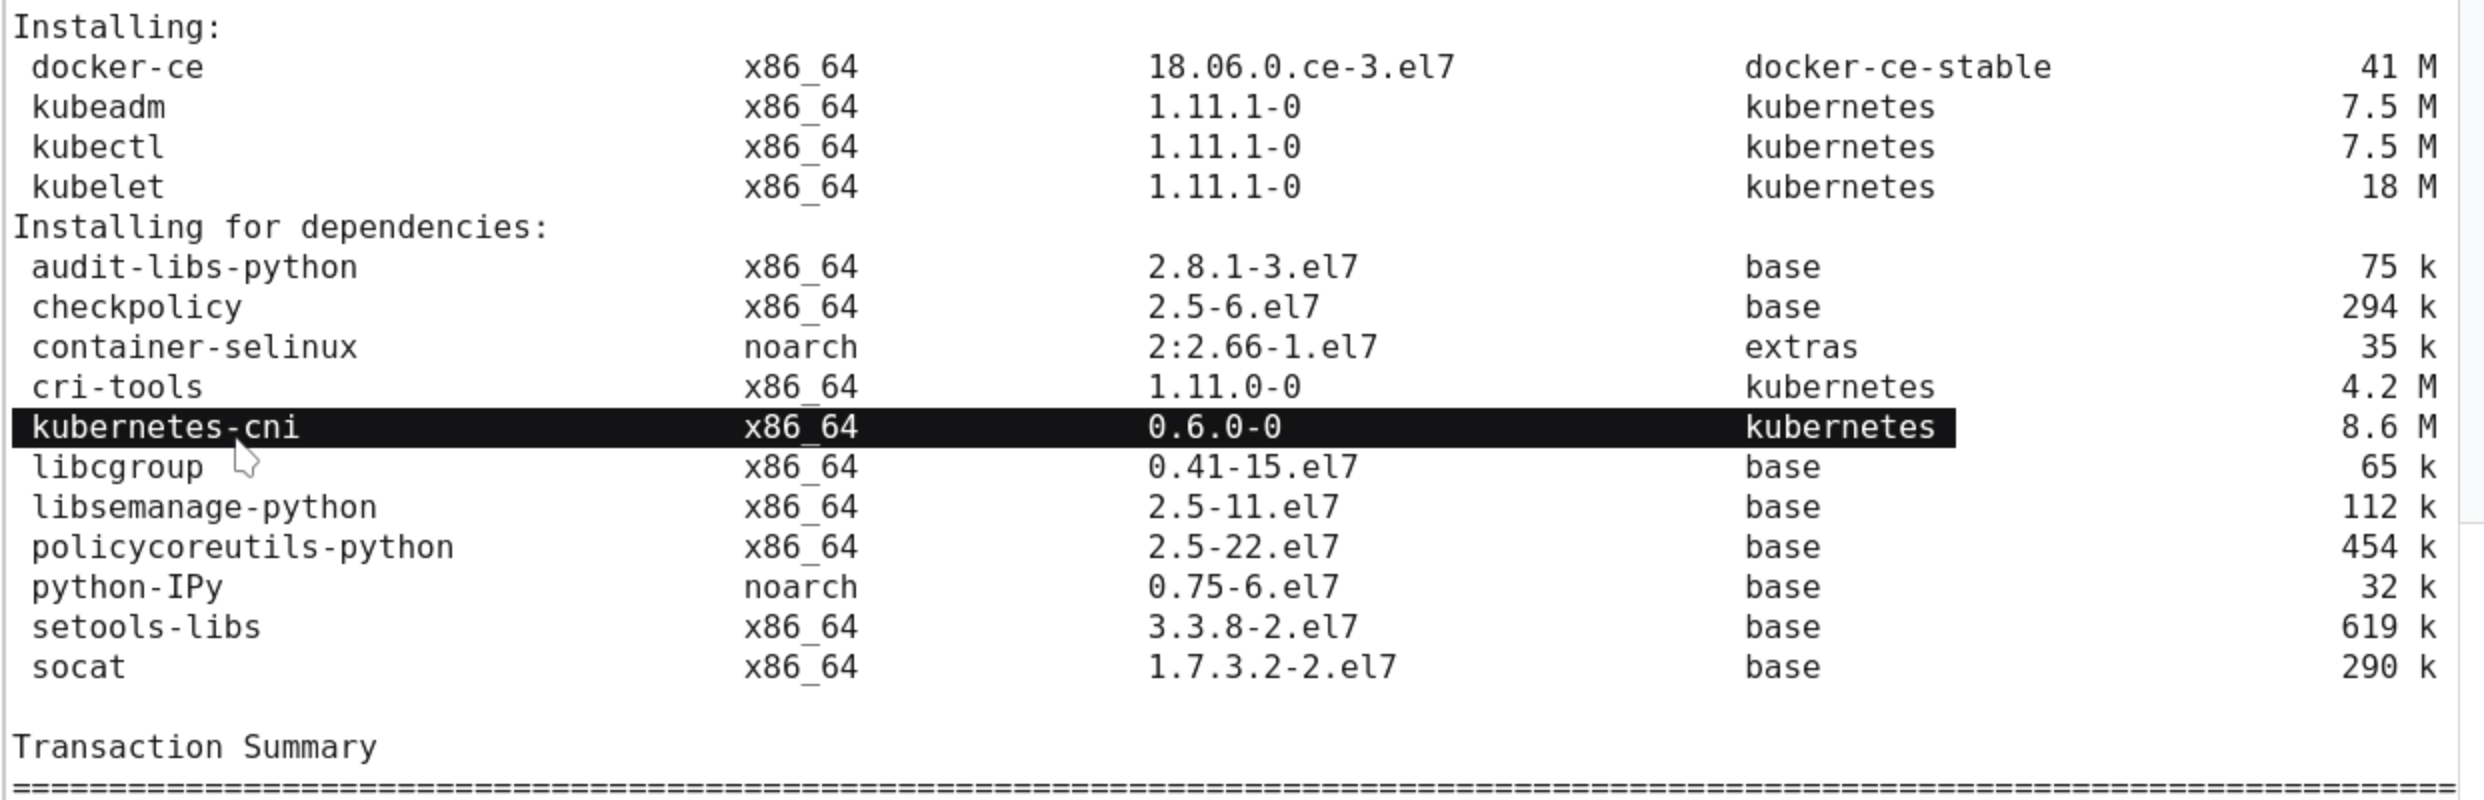 Installing:
docker-ce x86_64 18.06.0.ce-3.el7 docker-ce-stable 41 M
kubeadm x86_64 1.11.1-0 kubernetes 7.5 M
kubectl x86_64 1.11.1-0 kubernetes 7.5 M
kubelet x86_64 1.11.1-0 kubernetes 18 M
Installing for dependencies:
audit-libs-python x86_64 2.8.1-3.el7 base 75 k
checkpolicy x86_64 2.5-6.el7 base 294 k
container-selinux noarch 2:2.66-1.el7 extras 35 k
cri-tools x86_64 1.11.0-0 kubernetes 4.2 M
kubernetes-cni x86_64 0.6.0-0 kubernetes 8.6 M
libcgroup x86_64 0.41-15.el7 base 65 k
libsemanage-python x86_64 2.5-11.el7 base 112 k
policycoreutils-python x86_64 2.5-22.el7 base 454 k
python-IPy noarch 0.75-6.el7 base 32 k
setools-libs x86_64 3.3.8-2.el7 base 619 k
socat x86_64 1.7.3.2-2.el7 base 290 k
Transaction Summary
================================================================================================================================